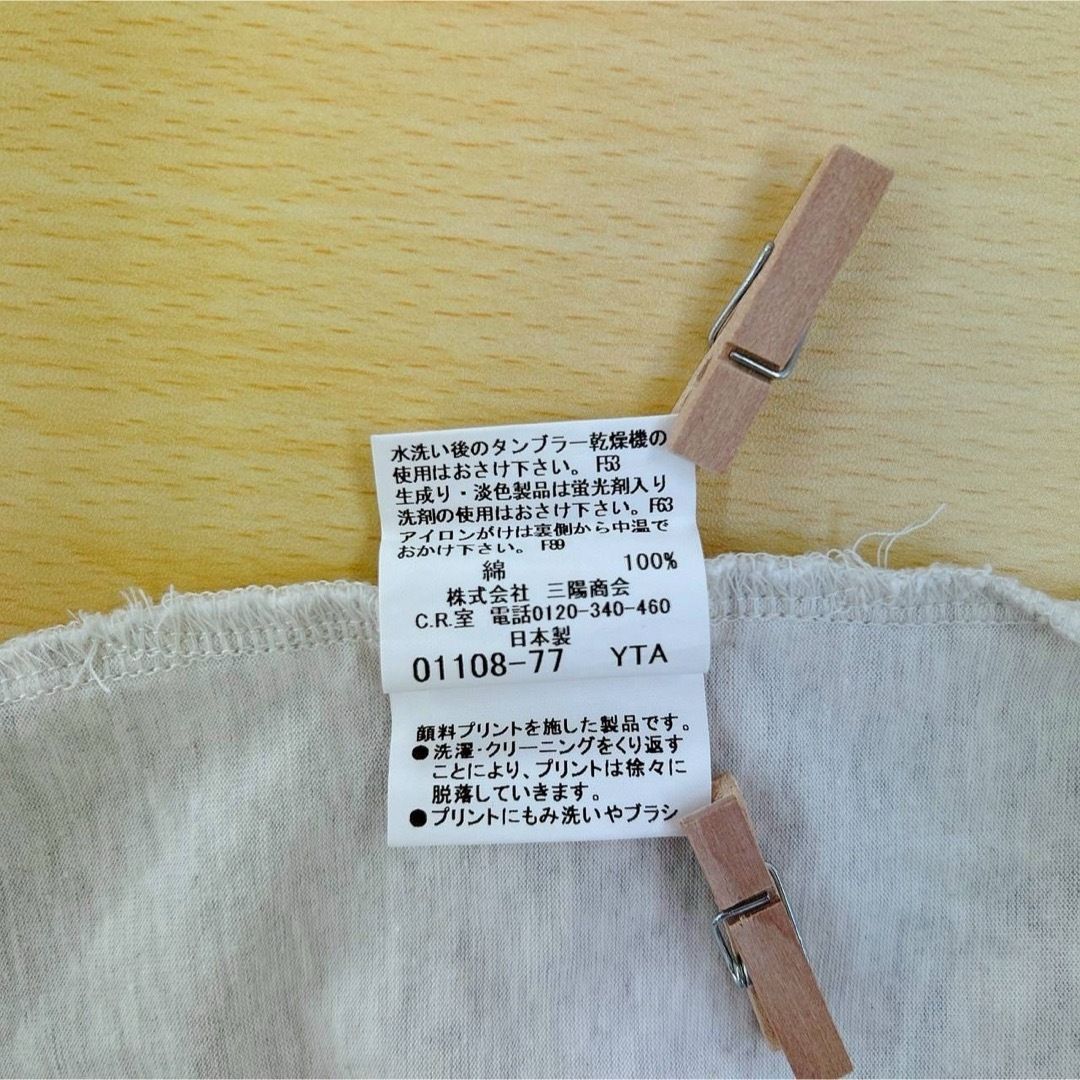 水洗い後のタンブラー乾燥機の
使用はおさけ下さい。 F53
生成り・淡色製品は蛍光剤入り
洗剤の使用はおさけ下さい。F63
アイロンがけは裏側から中温で
おかけ下さい。 F89
綿 100%
株式会社 三陽商会
C.R.室 電話0120-340-460
日本製
01108-77 YTA
顔料プリントを施した製品です。
●洗濯・クリーニングをくり返す
ことにより、プリントは徐々に
脱落していきます。
●プリントにもみ洗いやブラシ